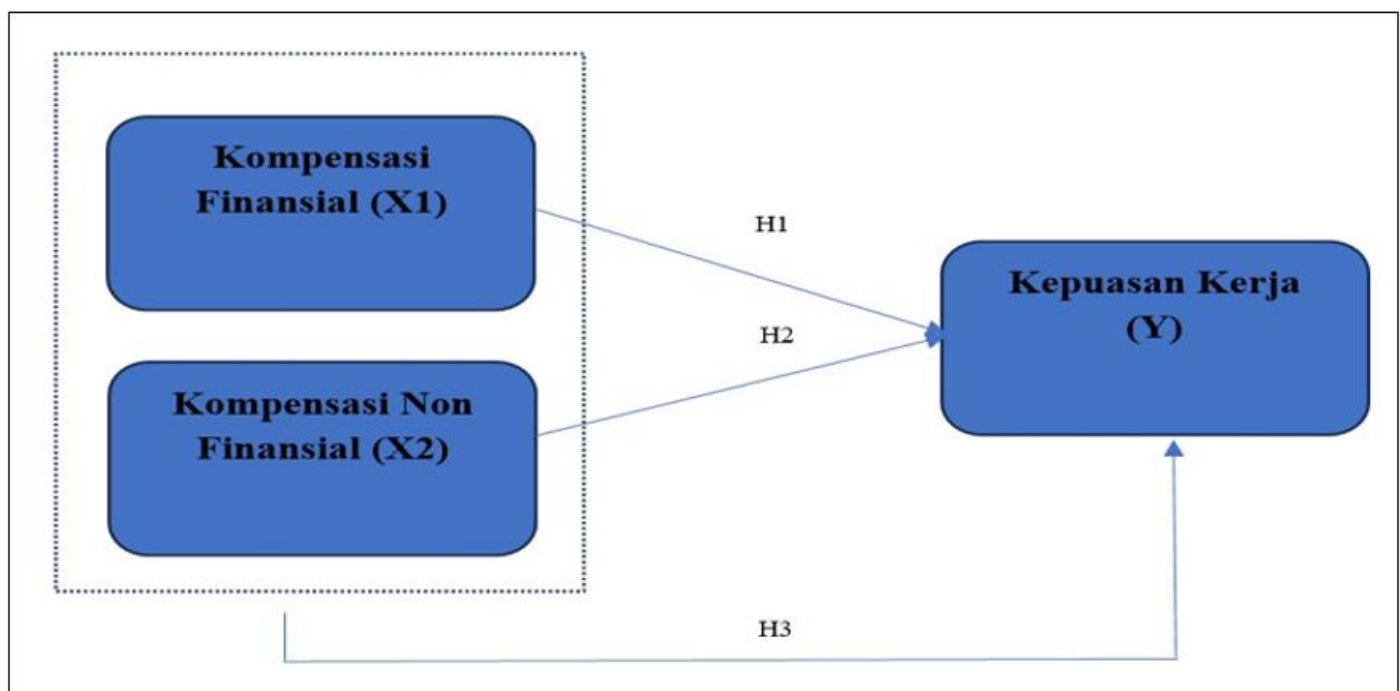 Kompensasi
Finansial (X1)
H1
Kepuasan Kerja
(Y)
H2
Kompensasi Non
Finansial (X2)
H3